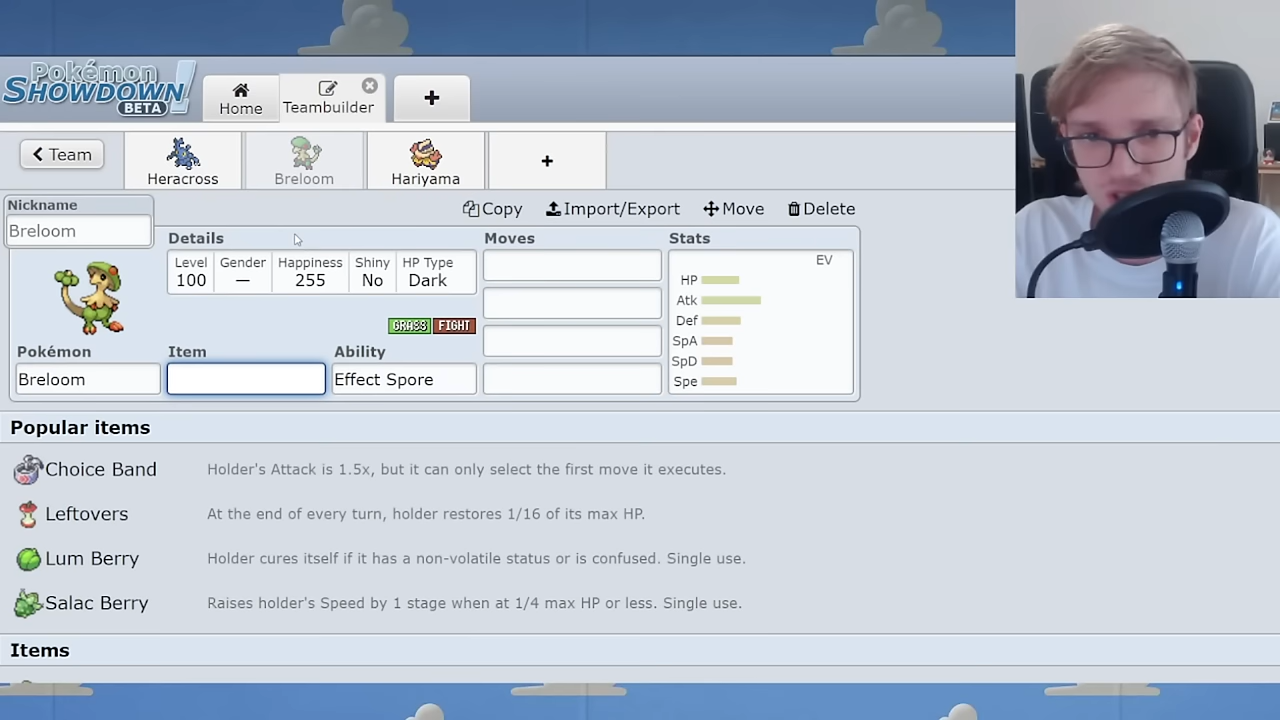 Pokémon
SHOWDOWN!
BETA
Home
Teambuilder
+
Team
Heracross
Breloom
Hariyama
+
Nickname
Breloom
Copy
Import/Export
Move
Delete
Details
Moves
Stats
Level
Gender
Happiness
Shiny
HP Type
100
—
255
No
Dark
EV
HP
Atk
Def
SpA
SpD
Spe
GRASS
FIGHT
Pokémon
Item
Ability
Breloom
Effect Spore
Popular items
Choice Band Holder's Attack is 1.5x, but it can only select the first move it executes.
Leftovers At the end of every turn, holder restores 1/16 of its max HP.
Lum Berry Holder cures itself if it has a non-volatile status or is confused. Single use.
Salac Berry Raises holder's Speed by 1 stage when at 1/4 max HP or less. Single use.
Items